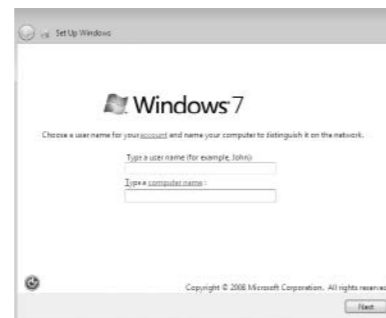 Set Up Windows
Windows 7
Choose a user name for your account and name your computer to distinguish it on the network.
Type a user name (for example, John):
Type a computer name :
Copyright © 2008 Microsoft Corporation. All rights reserved
Next